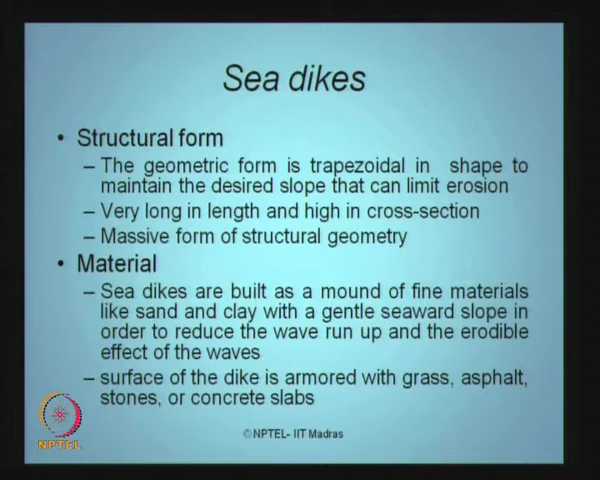 Sea dikes
• Structural form
– The geometric form is trapezoidal in shape to
maintain the desired slope that can limit erosion
– Very long in length and high in cross-section
– Massive form of structural geometry
• Material
– Sea dikes are built as a mound of fine materials
like sand and clay with a gentle seaward slope in
order to reduce the wave run up and the erodible
effect of the waves
– surface of the dike is armored with grass, asphalt,
stones, or concrete slabs
NPTEL
©NPTEL- IIT Madras